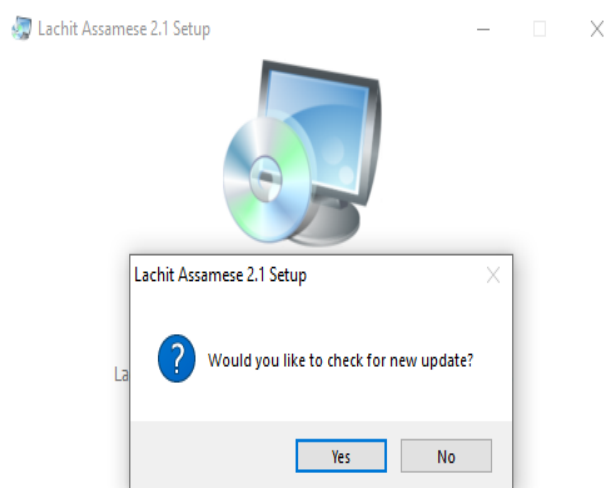 Lachit Assamese 2.1 Setup
Lachit Assamese 2.1 Setup
Would you like to check for new update?
La
Yes No